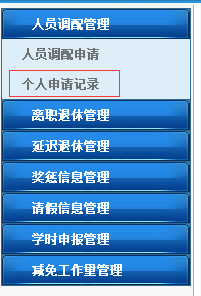 人员调配管理
人员调配申请
个人申请记录
离职退休管理
延迟退休管理
奖惩信息管理
请假信息管理
学时申报管理
减免工作量管理